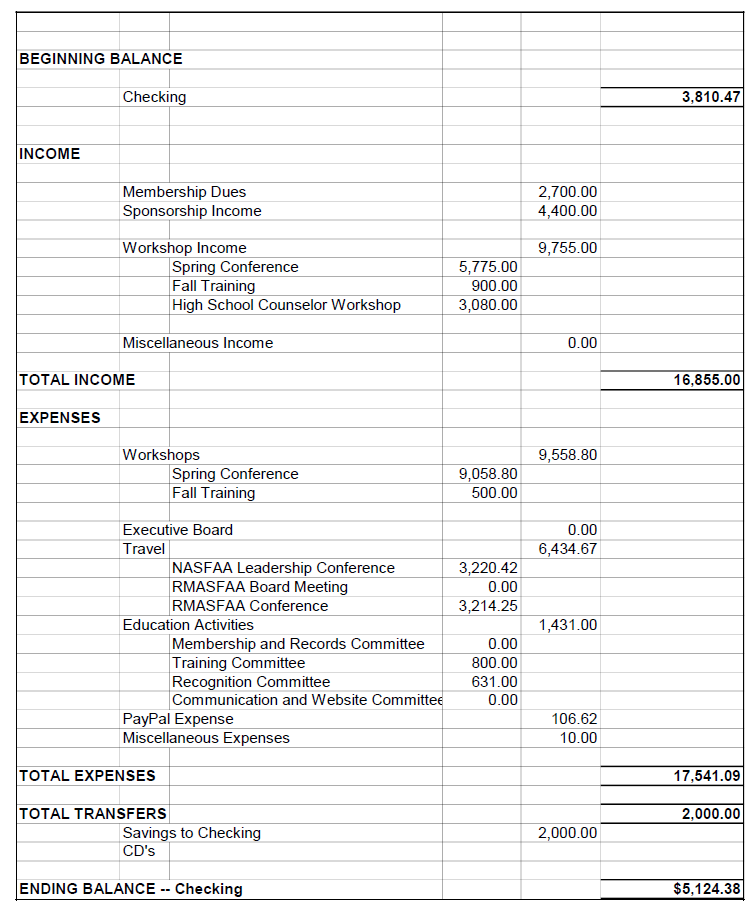 BEGINNING BALANCE
Checking 3,810.47
INCOME
Membership Dues 2,700.00
Sponsorship Income 4,400.00
Workshop Income 9,755.00
Spring Conference 5,775.00
Fall Training 900.00
High School Counselor Workshop 3,080.00
Miscellaneous Income 0.00
TOTAL INCOME 16,855.00
EXPENSES
Workshops 9,558.80
Spring Conference 9,058.80
Fall Training 500.00
Executive Board 0.00
Travel 6,434.67
NASFAA Leadership Conference 3,220.42
RMASFAA Board Meeting 0.00
RMASFAA Conference 3,214.25
Education Activities 1,431.00
Membership and Records Committee 0.00
Training Committee 800.00
Recognition Committee 631.00
Communication and Website Committee 0.00
PayPal Expense 106.62
Miscellaneous Expenses 10.00
TOTAL EXPENSES 17,541.09
TOTAL TRANSFERS 2,000.00
Savings to Checking 2,000.00
CD's
ENDING BALANCE -- Checking $5,124.38